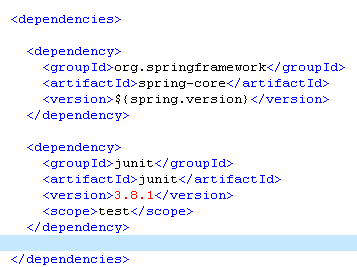 <dependencies>
<dependency>
<groupId>org.springframework</groupId>
<artifactId>spring-core</artifactId>
<version>${spring.version}</version>
</dependency>
<dependency>
<groupId>junit</groupId>
<artifactId>junit</artifactId>
<version>3.8.1</version>
<scope>test</scope>
</dependency>
</dependencies>